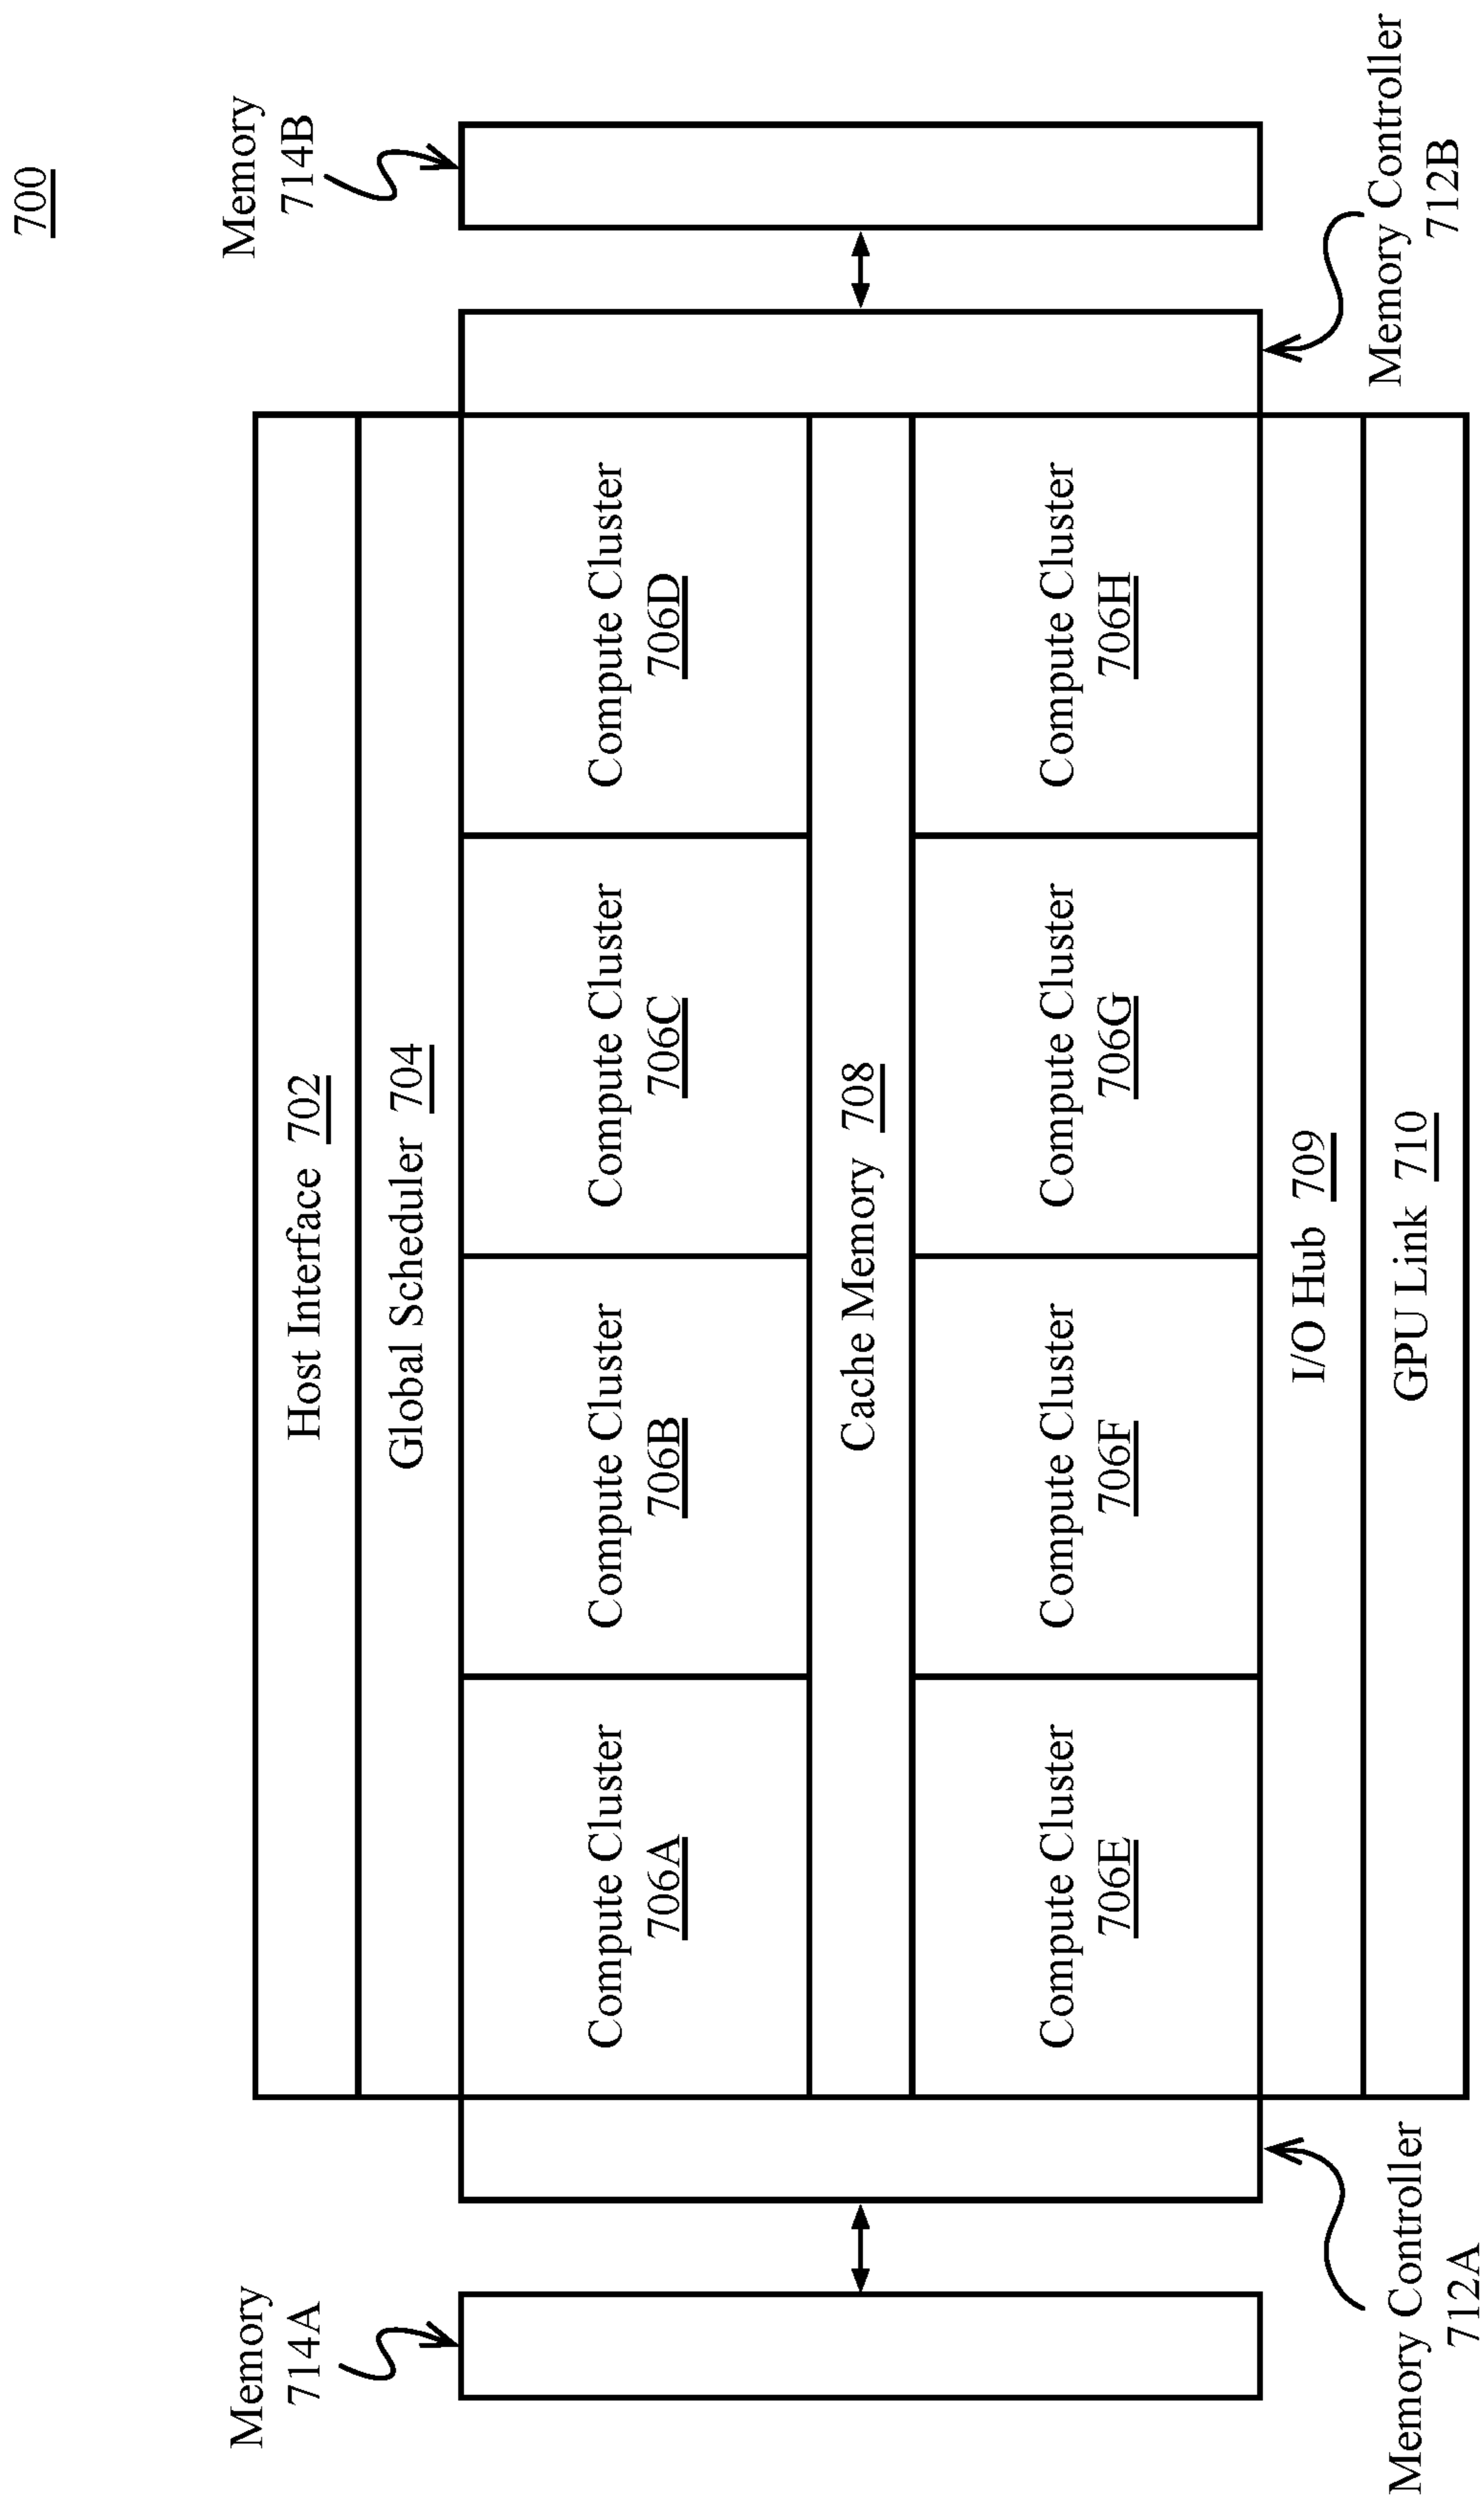 700
Memory
714A
Memory
714B
Host Interface 702
Global Scheduler 704
Compute Cluster
706A
Compute Cluster
706B
Compute Cluster
706C
Compute Cluster
706D
Cache Memory 708
Compute Cluster
706E
Compute Cluster
706F
Compute Cluster
706G
Compute Cluster
706H
I/O Hub 709
GPU Link 710
Memory Controller
712A
Memory Controller
712B